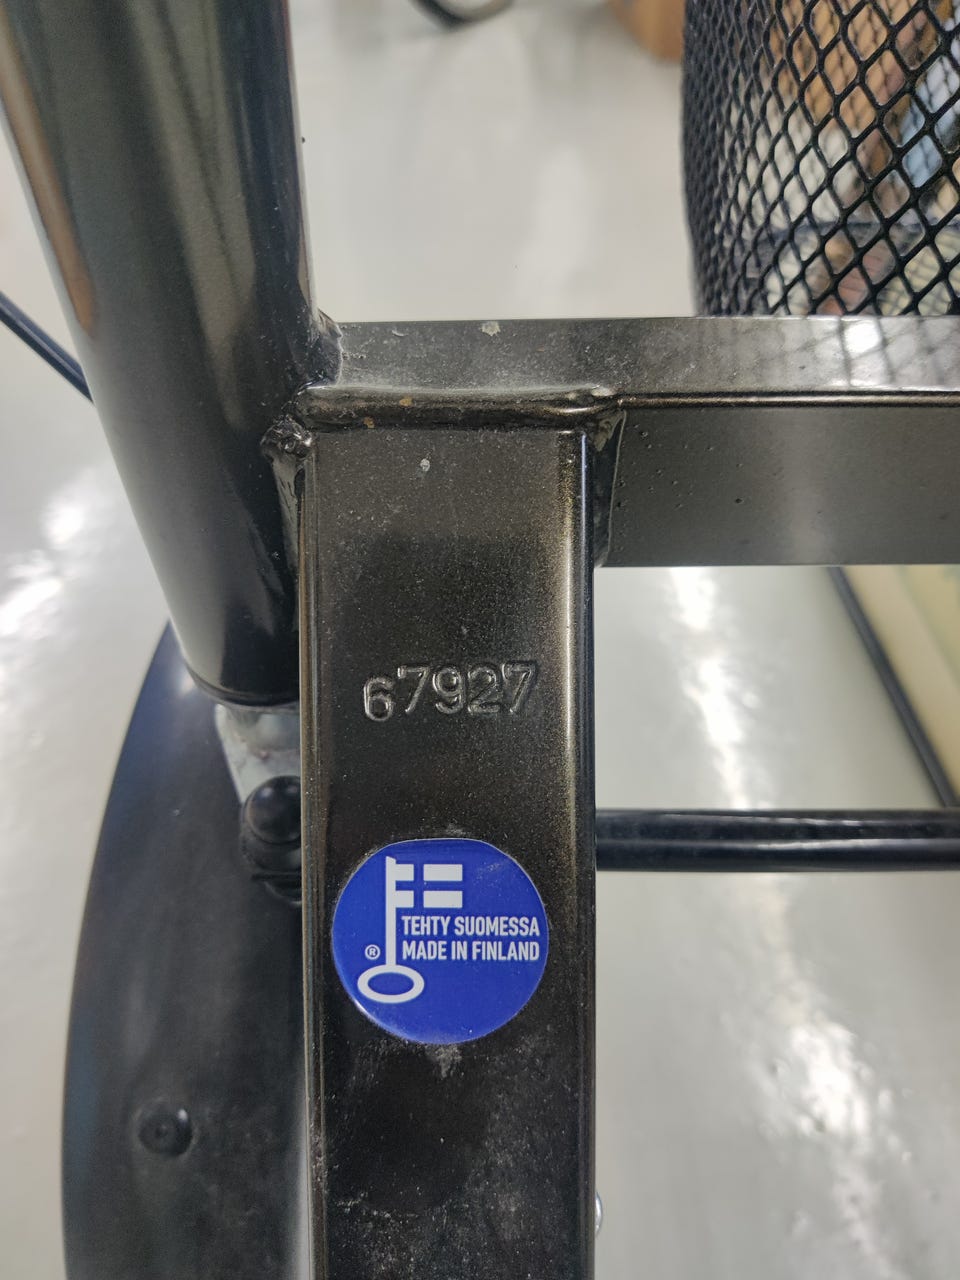 67927
TEHTY SUOMESSA
® MADE IN FINLAND